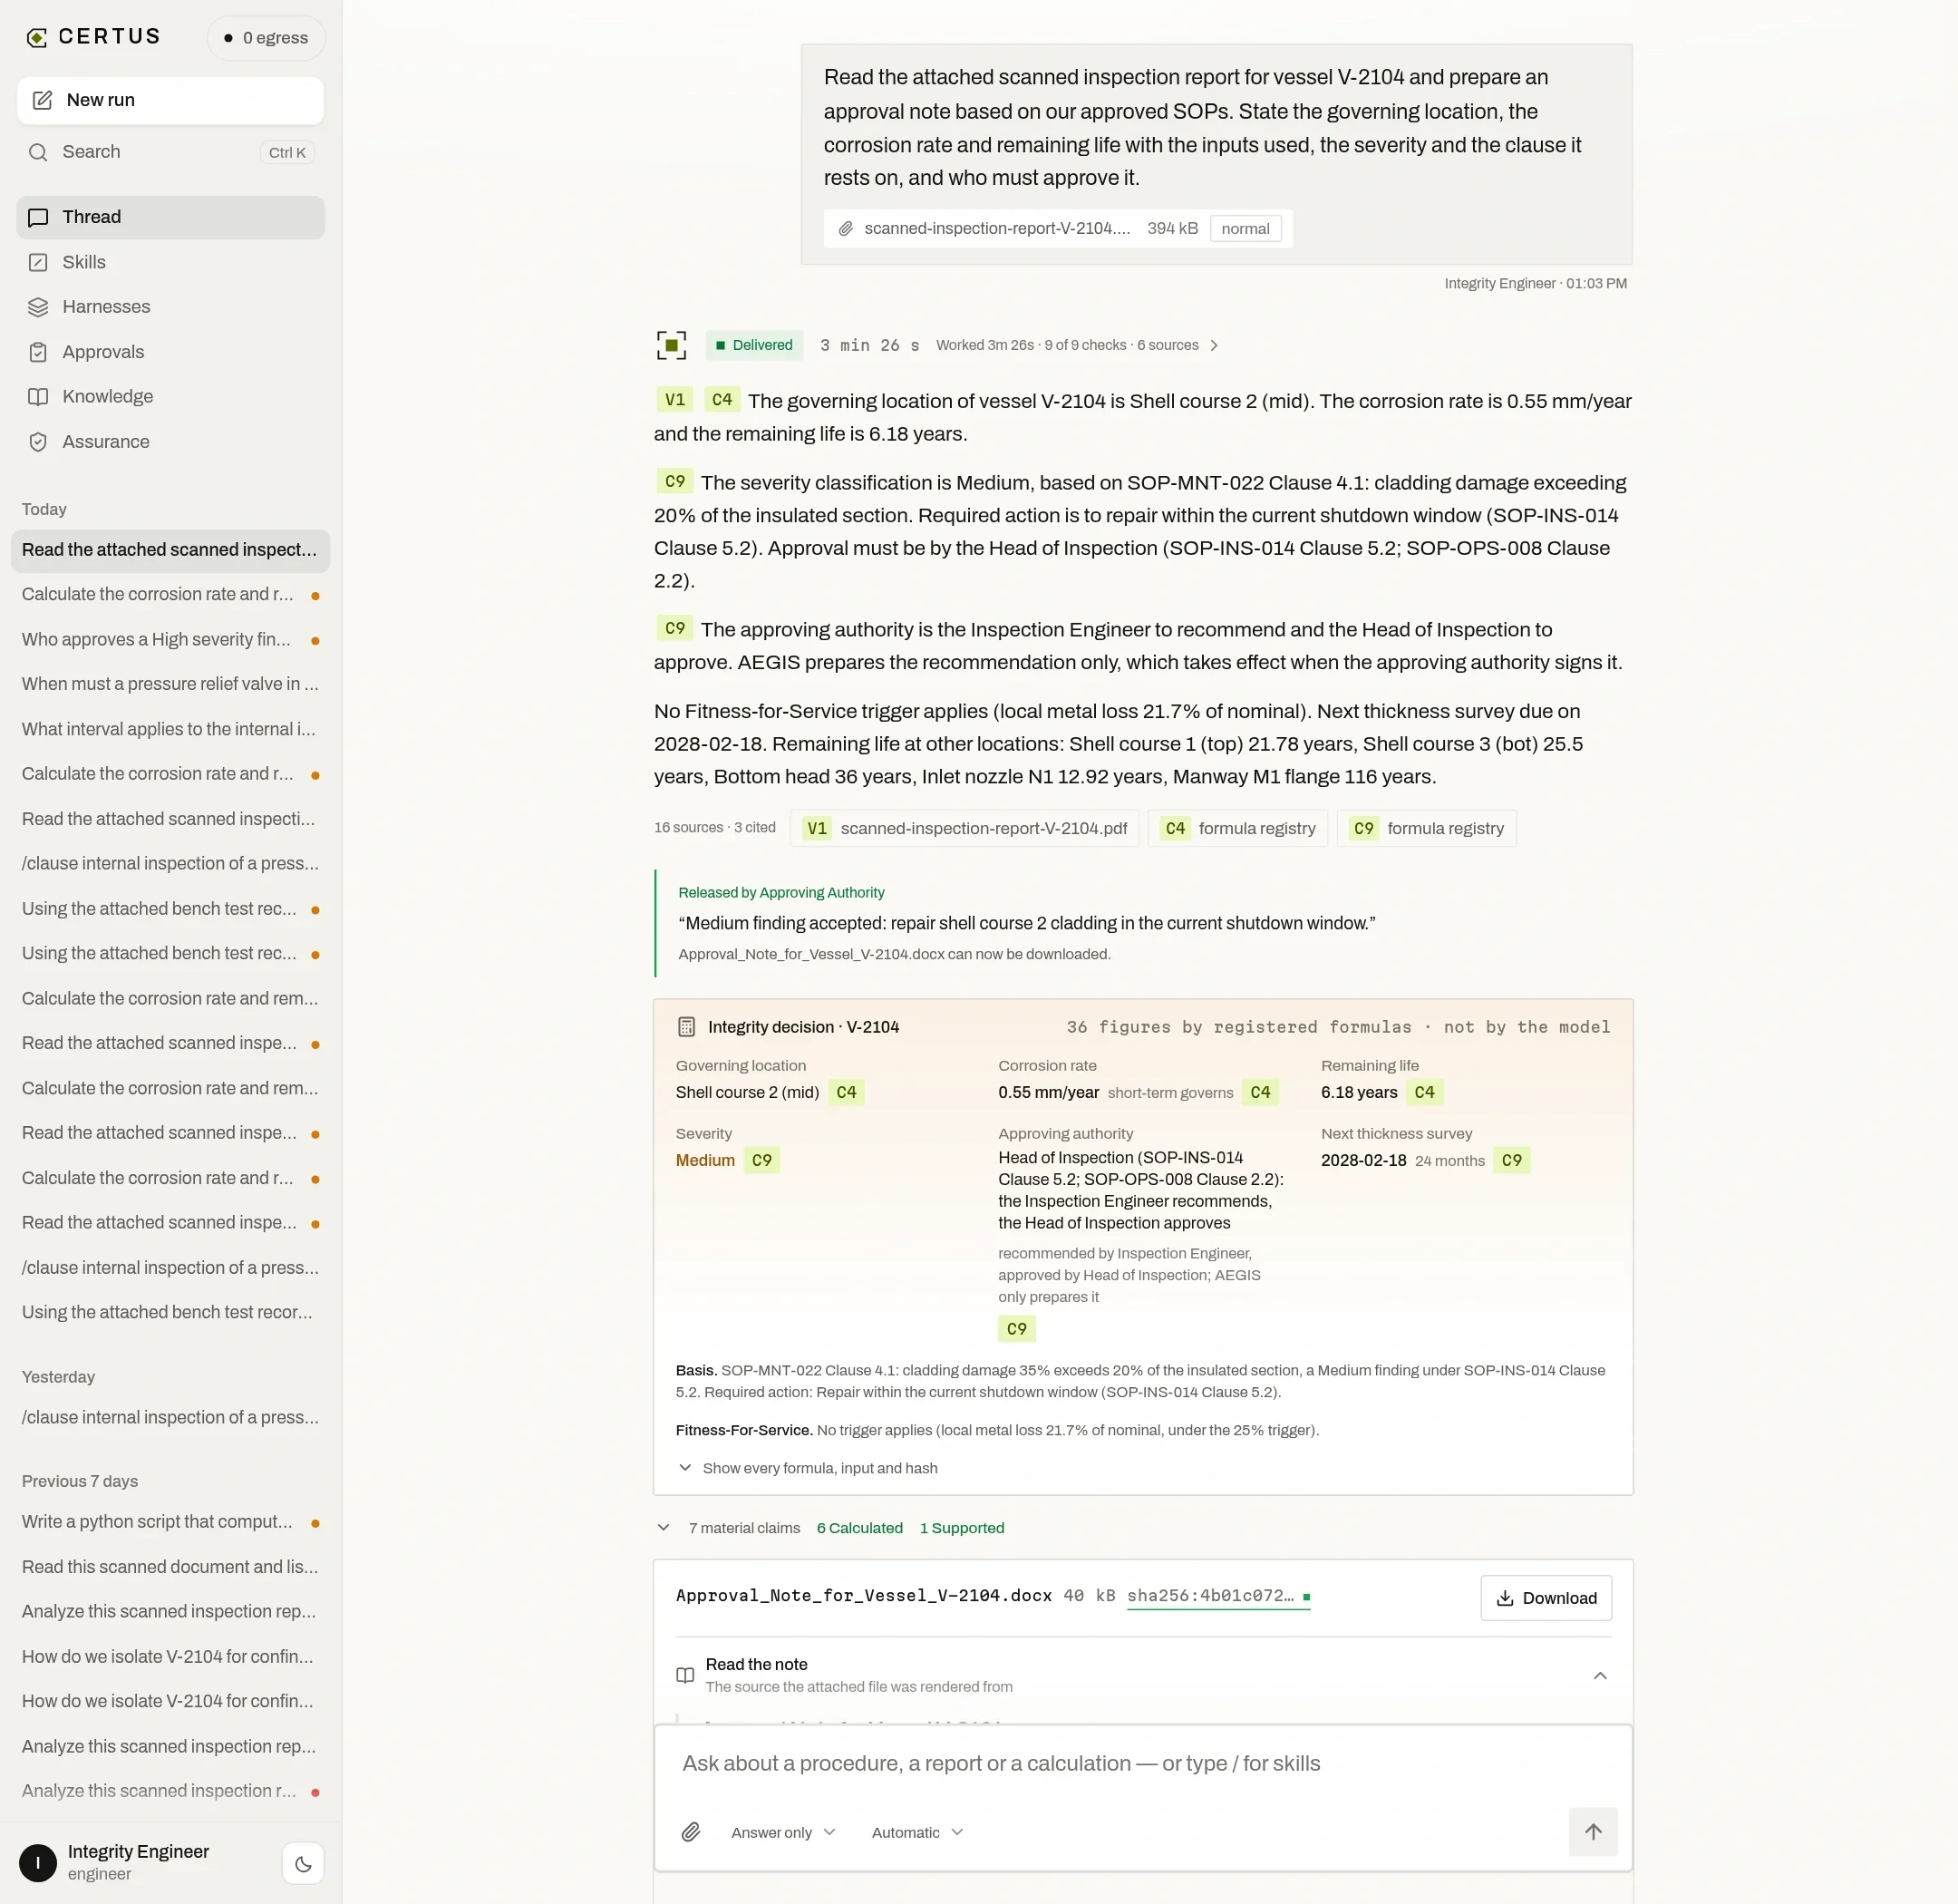 CERTUS
0 egress
New run
Search
Ctrl K
Thread
Skills
Harnesses
Approvals
Knowledge
Assurance
Today
Read the attached scanned inspect...
Calculate the corrosion rate and r...
Who approves a High severity fin...
When must a pressure relief valve in ...
What interval applies to the internal i...
Calculate the corrosion rate and r...
Read the attached scanned inspecti...
/clause internal inspection of a press...
Using the attached bench test rec...
Using the attached bench test rec...
Calculate the corrosion rate and rem...
Read the attached scanned inspe...
Calculate the corrosion rate and rem...
Read the attached scanned inspe...
Calculate the corrosion rate and r...
Read the attached scanned inspe...
/clause internal inspection of a press...
Using the attached bench test recor...
Yesterday
/clause internal inspection of a press...
Previous 7 days
Write a python script that comput...
Read this scanned document and lis...
Analyze this scanned inspection rep...
How do we isolate V-2104 for confin...
How do we isolate V-2104 for confin...
Analyze this scanned inspection rep...
Analyze this scanned inspection r...
I
Integrity Engineer
engineer
Read the attached scanned inspection report for vessel V-2104 and prepare an
approval note based on our approved SOPs. State the governing location, the
corrosion rate and remaining life with the inputs used, the severity and the clause it
rests on, and who must approve it.
scanned-inspection-report-V-2104.... 394 kB normal
Integrity Engineer · 01:03 PM
Delivered 3 min 26 s Worked 3m 26s · 9 of 9 checks · 6 sources
V1 C4 The governing location of vessel V-2104 is Shell course 2 (mid). The corrosion rate is 0.55 mm/year
and the remaining life is 6.18 years.
C9 The severity classification is Medium, based on SOP-MNT-022 Clause 4.1: cladding damage exceeding
20% of the insulated section. Required action is to repair within the current shutdown window (SOP-INS-014
Clause 5.2). Approval must be by the Head of Inspection (SOP-INS-014 Clause 5.2; SOP-OPS-008 Clause
2.2).
C9 The approving authority is the Inspection Engineer to recommend and the Head of Inspection to
approve. AEGIS prepares the recommendation only, which takes effect when the approving authority signs it.
No Fitness-for-Service trigger applies (local metal loss 21.7% of nominal). Next thickness survey due on
2028-02-18. Remaining life at other locations: Shell course 1 (top) 21.78 years, Shell course 3 (bot) 25.5
years, Bottom head 36 years, Inlet nozzle N1 12.92 years, Manway M1 flange 116 years.
16 sources · 3 cited V1 scanned-inspection-report-V-2104.pdf C4 formula registry C9 formula registry
Released by Approving Authority
“Medium finding accepted: repair shell course 2 cladding in the current shutdown window.”
Approval_Note_for_Vessel_V-2104.docx can now be downloaded.
Integrity decision · V-2104 36 figures by registered formulas · not by the model
Governing location
Shell course 2 (mid) C4
Corrosion rate
0.55 mm/year short-term governs C4
Remaining life
6.18 years C4
Severity
Medium C9
Approving authority
Head of Inspection (SOP-INS-014
Clause 5.2; SOP-OPS-008 Clause 2.2):
the Inspection Engineer recommends,
the Head of Inspection approves
recommended by Inspection Engineer,
approved by Head of Inspection; AEGIS
only prepares it
C9
Next thickness survey
2028-02-18 24 months C9
Basis. SOP-MNT-022 Clause 4.1: cladding damage 35% exceeds 20% of the insulated section, a Medium finding under SOP-INS-014 Clause
5.2. Required action: Repair within the current shutdown window (SOP-INS-014 Clause 5.2).
Fitness-For-Service. No trigger applies (local metal loss 21.7% of nominal, under the 25% trigger).
Show every formula, input and hash
7 material claims 6 Calculated 1 Supported
Approval_Note_for_Vessel_V-2104.docx 40 kB sha256:4b01c072…
Download
Read the note
The source the attached file was rendered from
Ask about a procedure, a report or a calculation — or type / for skills
Answer only
Automatic